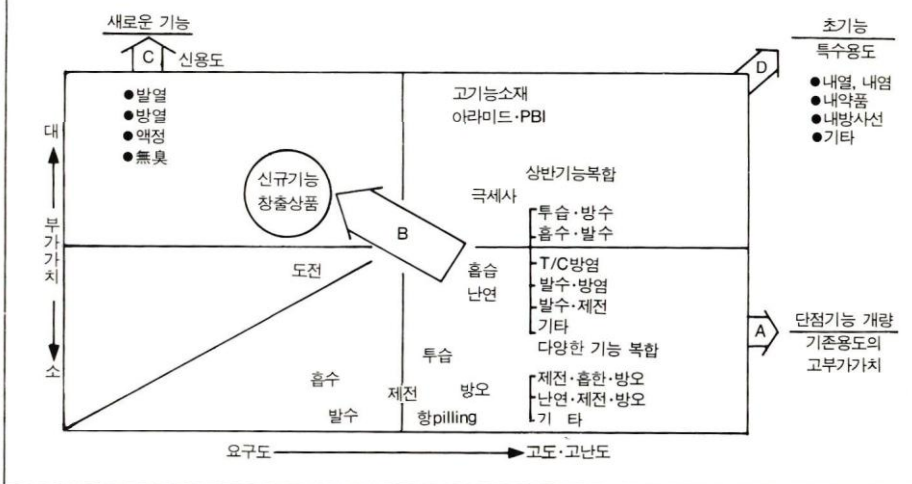 새로운 기능
C 신용도
●발열
●방열
●액정
●無臭
고기능소재
아라미드·PBI
D
초기능
특수용도
●내열, 내염
●내약품
●내방사선
●기타
대
부가가치
소
신규기능
창출상품
B
상반기능복합
극세사
투습·방수
흡수·발수
도전
흡습
난연
T/C방염
발수·방염
발수·제전
기타
다양한 기능 복합
A
단점기능 개량
기존용도의
고부가가치
투습
흡수
제전
방오
발수
항pilling
제전·흡한·방오
난연·제전·방오
기 타
요구도
고도·고난도